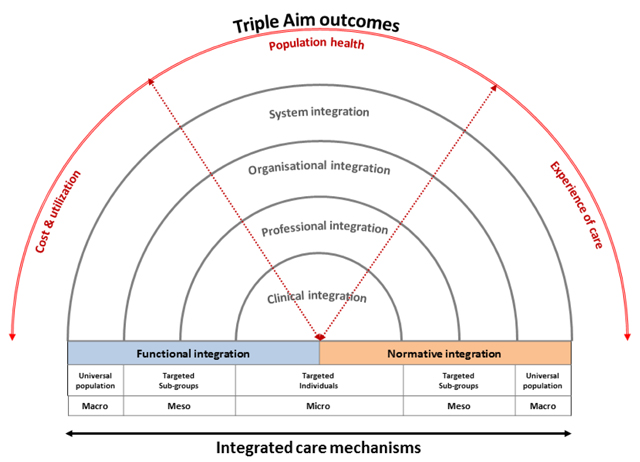 Triple Aim outcomes
Population health
Cost & utilization
Experience of care
System integration
Organisational integration
Professional integration
Clinical integration
Functional integration
Normative integration
Universal
population
Targeted
Sub-groups
Targeted
Individuals
Targeted
Sub-groups
Universal
population
Macro
Meso
Micro
Meso
Macro
Integrated care mechanisms